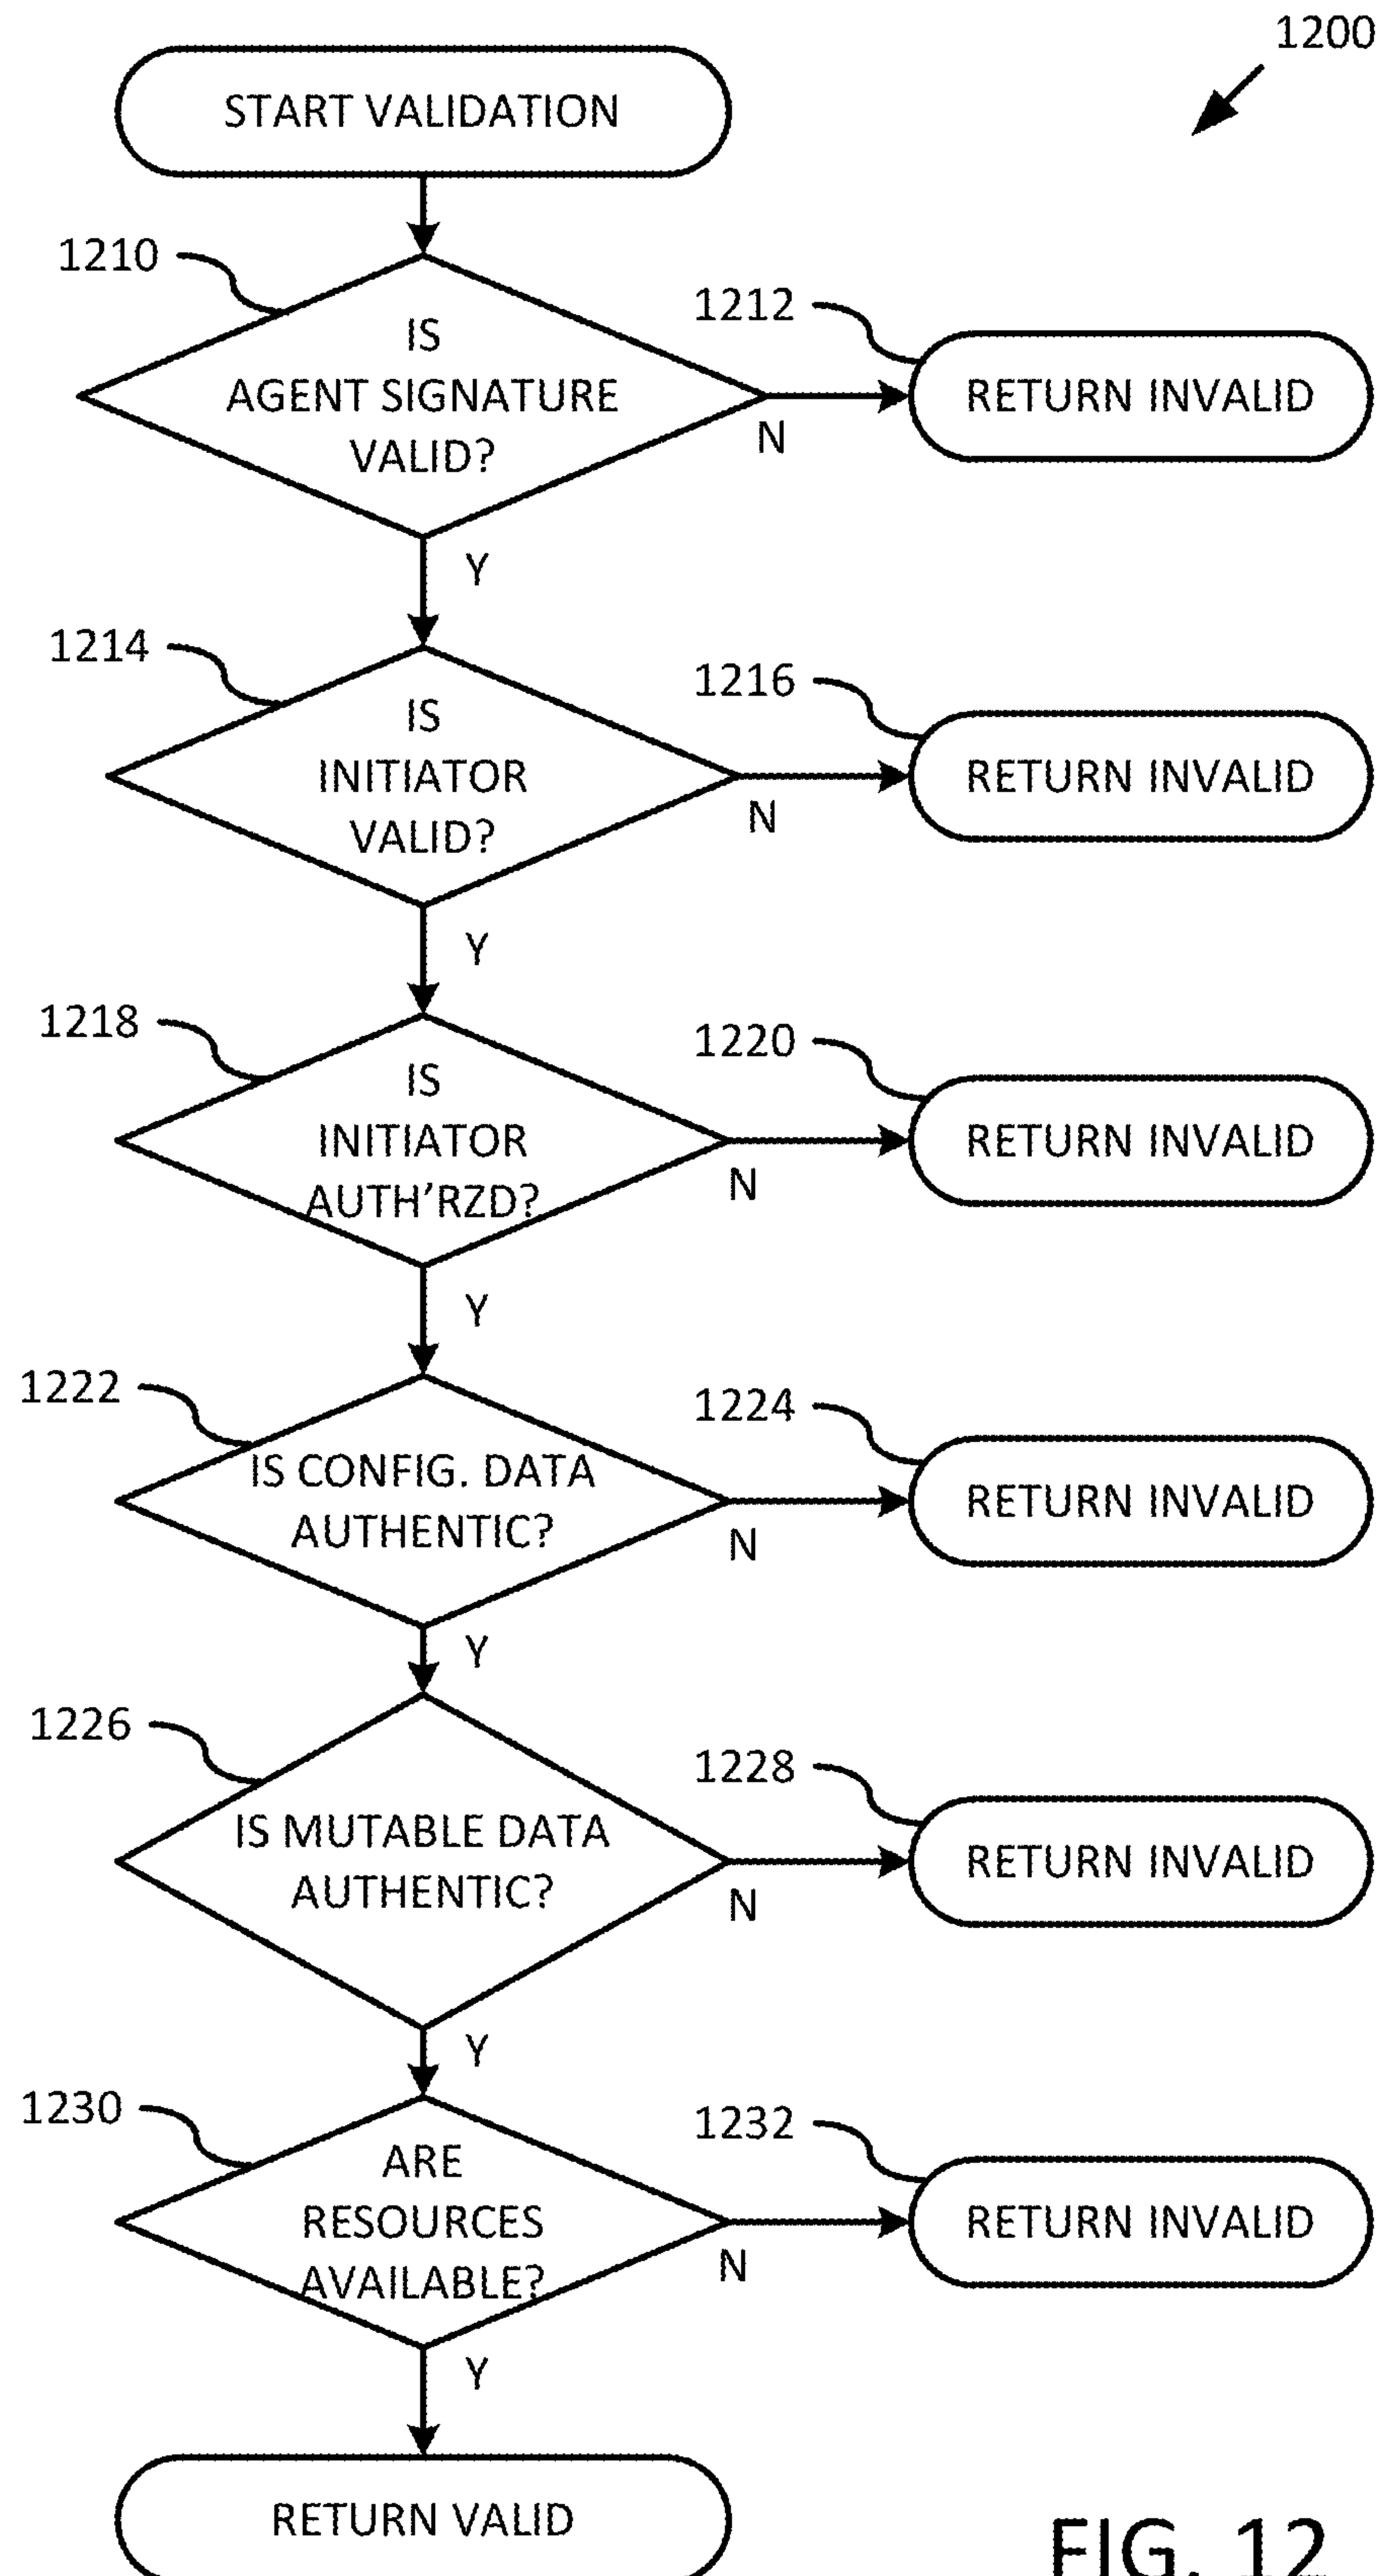 1200
START VALIDATION
1210
IS
AGENT SIGNATURE
VALID?
N
Y
1212
RETURN INVALID
1214
IS
INITIATOR
VALID?
N
Y
1216
RETURN INVALID
1218
IS
INITIATOR
AUTH’RZD?
N
Y
1220
RETURN INVALID
1222
IS CONFIG. DATA
AUTHENTIC?
N
Y
1224
RETURN INVALID
1226
IS MUTABLE DATA
AUTHENTIC?
N
Y
1228
RETURN INVALID
1230
ARE
RESOURCES
AVAILABLE?
N
Y
1232
RETURN INVALID
RETURN VALID
FIG. 12